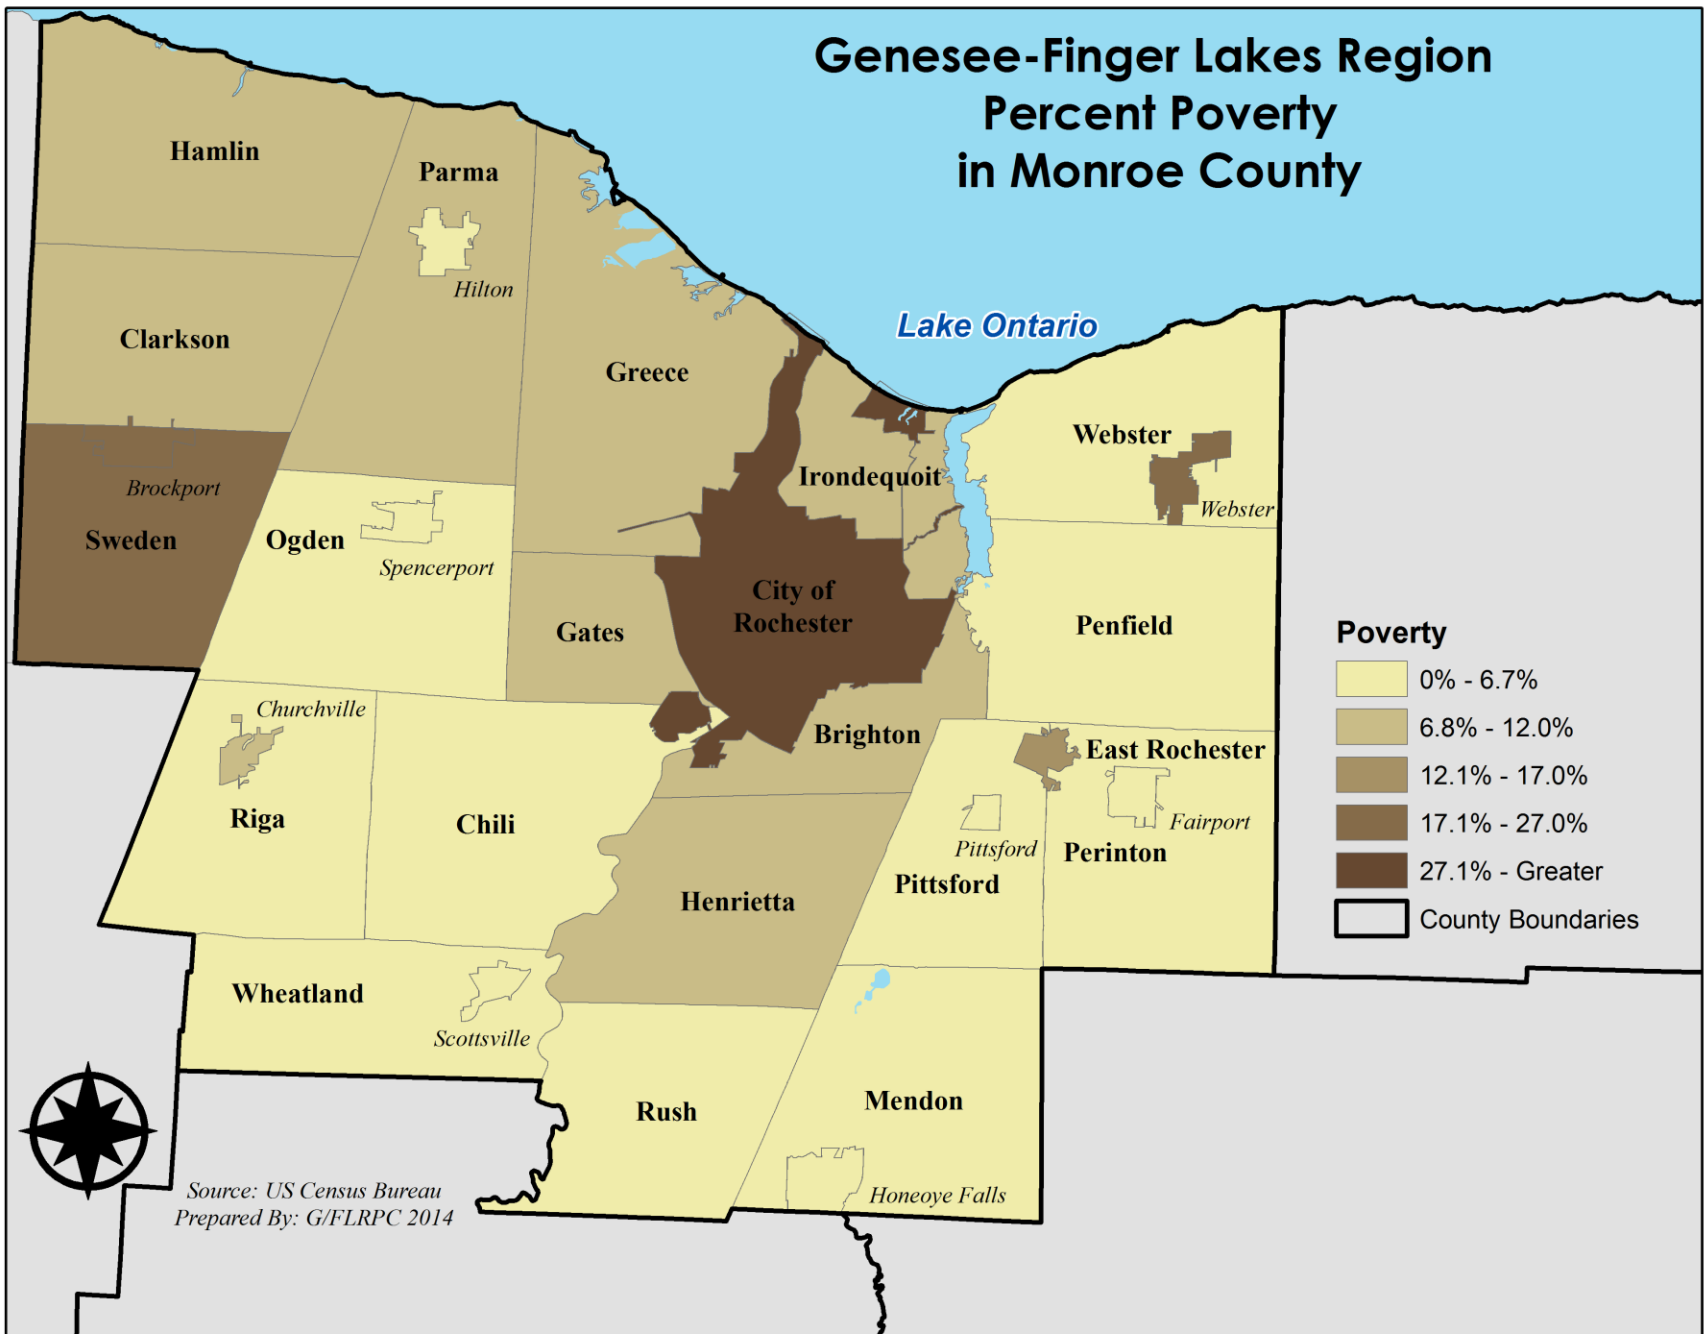 Genesee-Finger Lakes Region
Percent Poverty
in Monroe County
Hamlin
Parma
Hilton
Clarkson
Greece
Lake Ontario
Webster
Webster
Brockport
Sweden
Ogden
Spencerport
Irondequoit
City of
Rochester
Gates
Penfield
Churchville
Brighton
East Rochester
Riga
Chili
Pittsford
Fairport
Perinton
Pittsford
Henrietta
Wheatland
Scottsville
Rush
Mendon
Honeoye Falls
Poverty
0% - 6.7%
6.8% - 12.0%
12.1% - 17.0%
17.1% - 27.0%
27.1% - Greater
County Boundaries
Source: US Census Bureau
Prepared By: G/FLRPC 2014